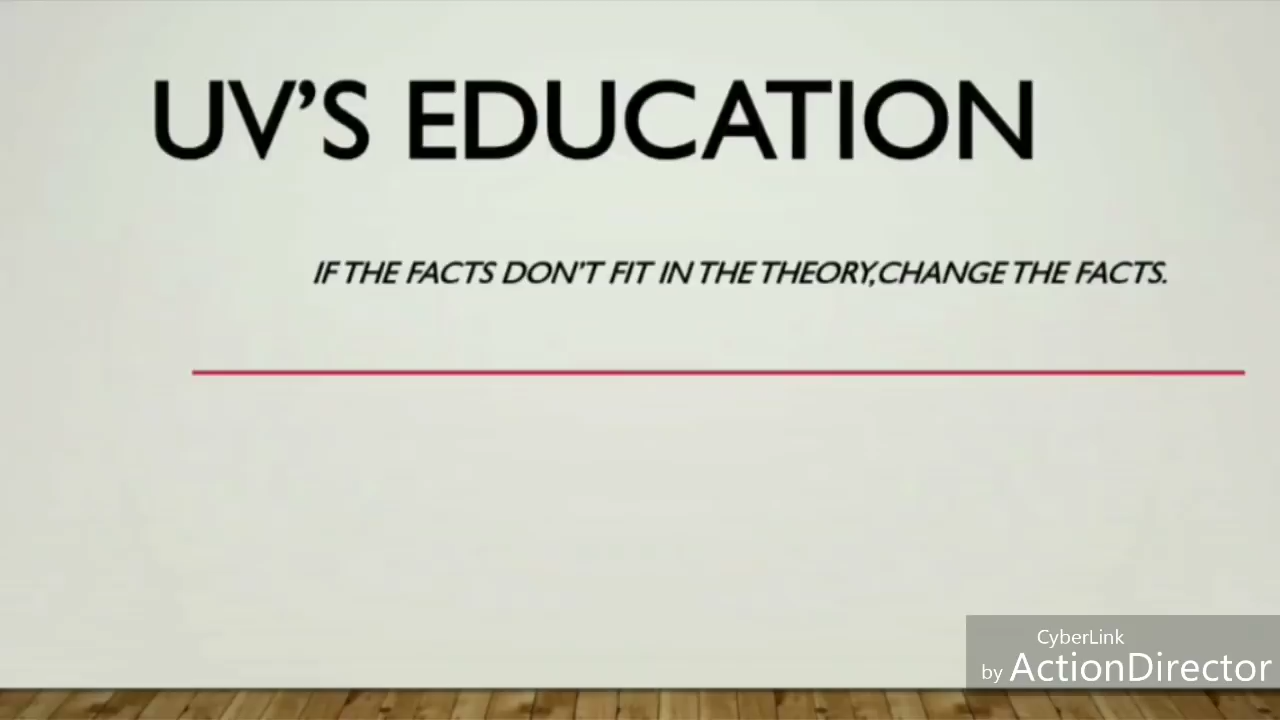 UV'S EDUCATION
IF THE FACTS DON'T FIT IN THE THEORY,CHANGE THE FACTS.
CyberLink
by ActionDirector